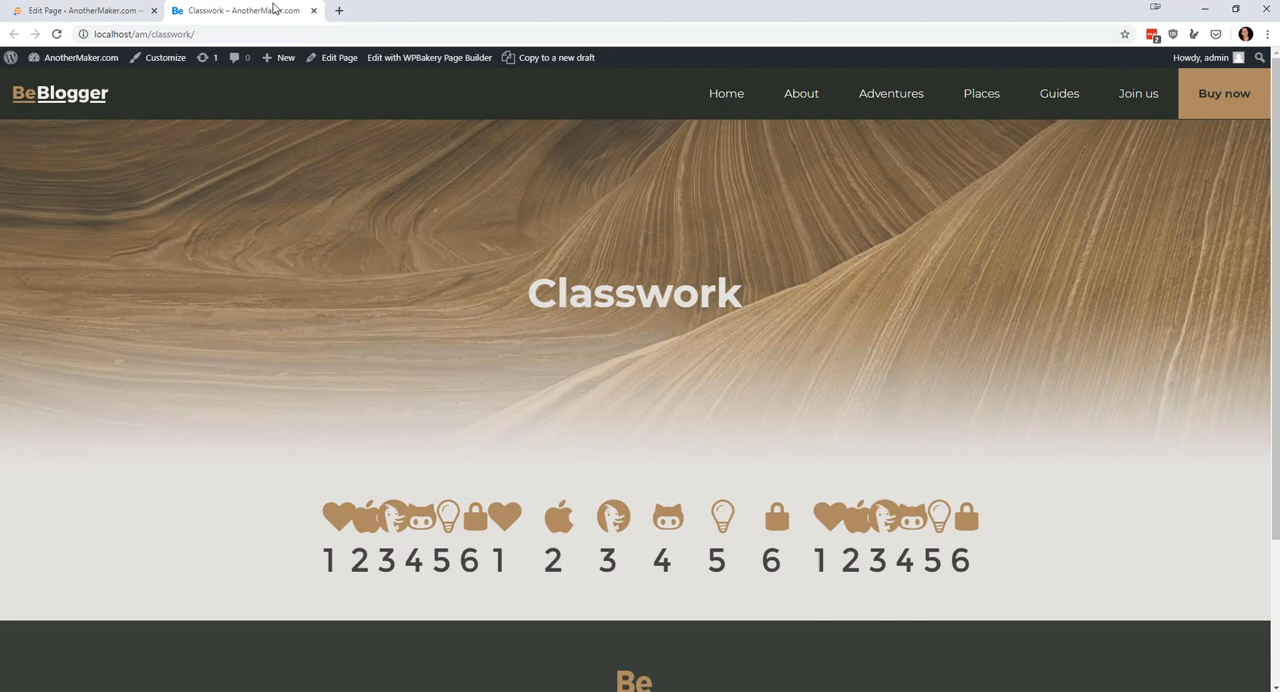 Edit Page ‹ AnotherMaker.com —
Be Classwork – AnotherMaker.com
localhost/am/classwork/
2
AnotherMaker.com Customize 1 0 New Edit Page Edit with WPBakery Page Builder Copy to a new draft Howdy, admin
BeBlogger Home About Adventures Places Guides Join us Buy now
Classwork
1 2 3 4 5 6 1 2 3 4 5 6 1 2 3 4 5 6
Be